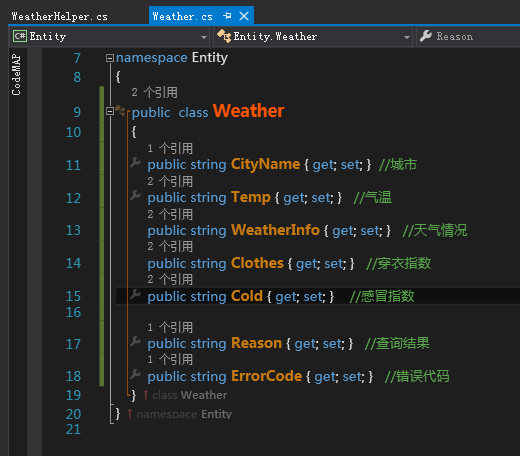 WeatherHelper.cs Weather.cs
Entity Entity.Weather Reason
CodeMAP
7 namespace Entity
8 {
2 个引用
9 public class Weather
10 {
1 个引用
11 public string CityName { get; set; } //城市
2 个引用
12 public string Temp { get; set; } //气温
2 个引用
13 public string WeatherInfo { get; set; } //天气情况
2 个引用
14 public string Clothes { get; set; } //穿衣指数
2 个引用
15 public string Cold { get; set; } //感冒指数
16
1 个引用
17 public string Reason { get; set; } //查询结果
1 个引用
18 public string ErrorCode { get; set; } //错误代码
19 } ↑ class Weather
20 } ↑ namespace Entity
21